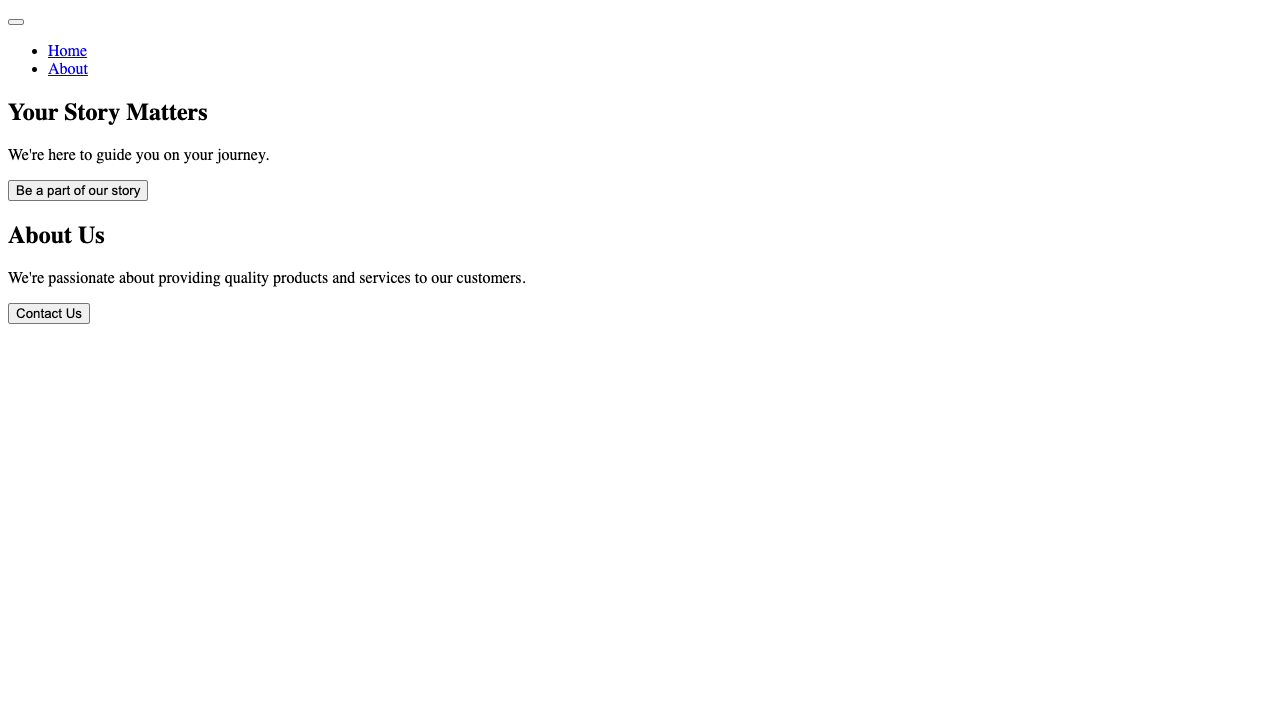 Home
About
Your Story Matters
We're here to guide you on your journey.
Be a part of our story
About Us
We're passionate about providing quality products and services to our customers.
Contact Us